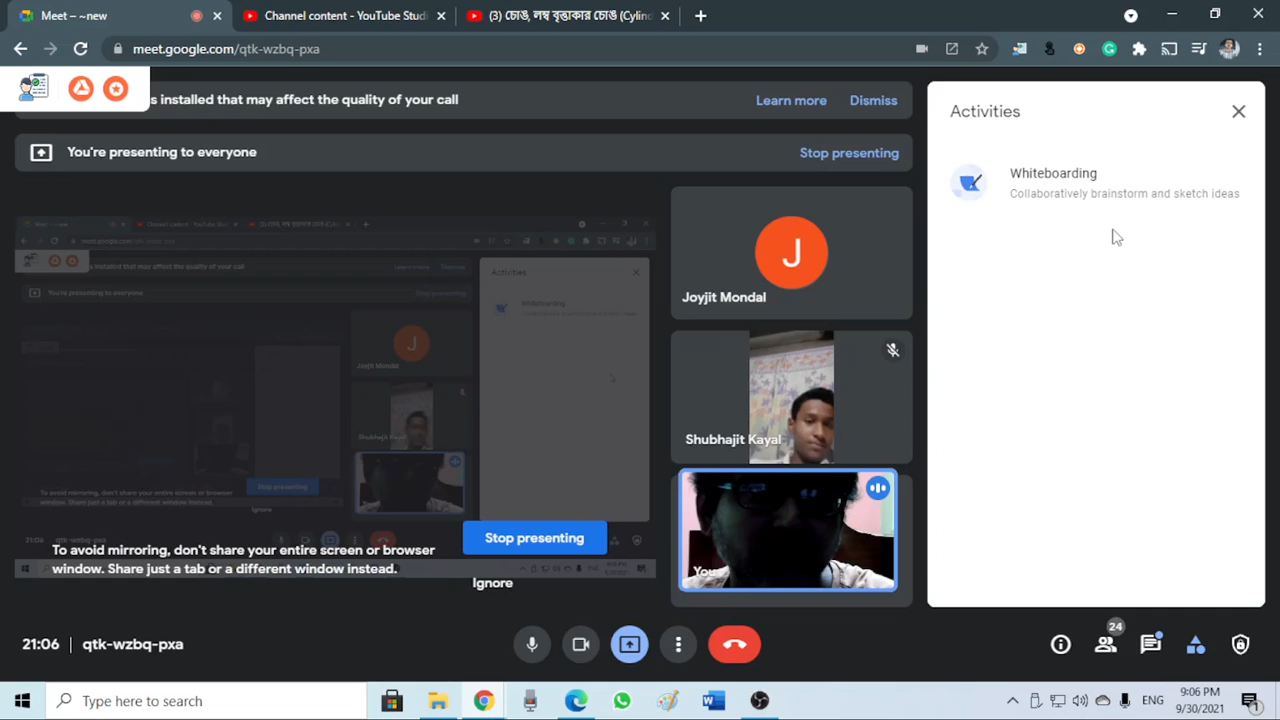 Meet – ~new
Channel content - YouTube Studi
(3) চোঙ, লম্ব বৃত্তাকার চোঙ (Cylind
meet.google.com/qtk-wzbq-pxa
s installed that may affect the quality of your call
Learn more
Dismiss
You're presenting to everyone
Stop presenting
Activities
Whiteboarding
Collaboratively brainstorm and sketch ideas
J
Joyjit Mondal
Shubhajit Kayal
You
To avoid mirroring, don't share your entire screen or browser
window. Share just a tab or a different window instead.
Stop presenting
Ignore
21:06
qtk-wzbq-pxa
24
Type here to search
ENG
9:06 PM
9/30/2021
1